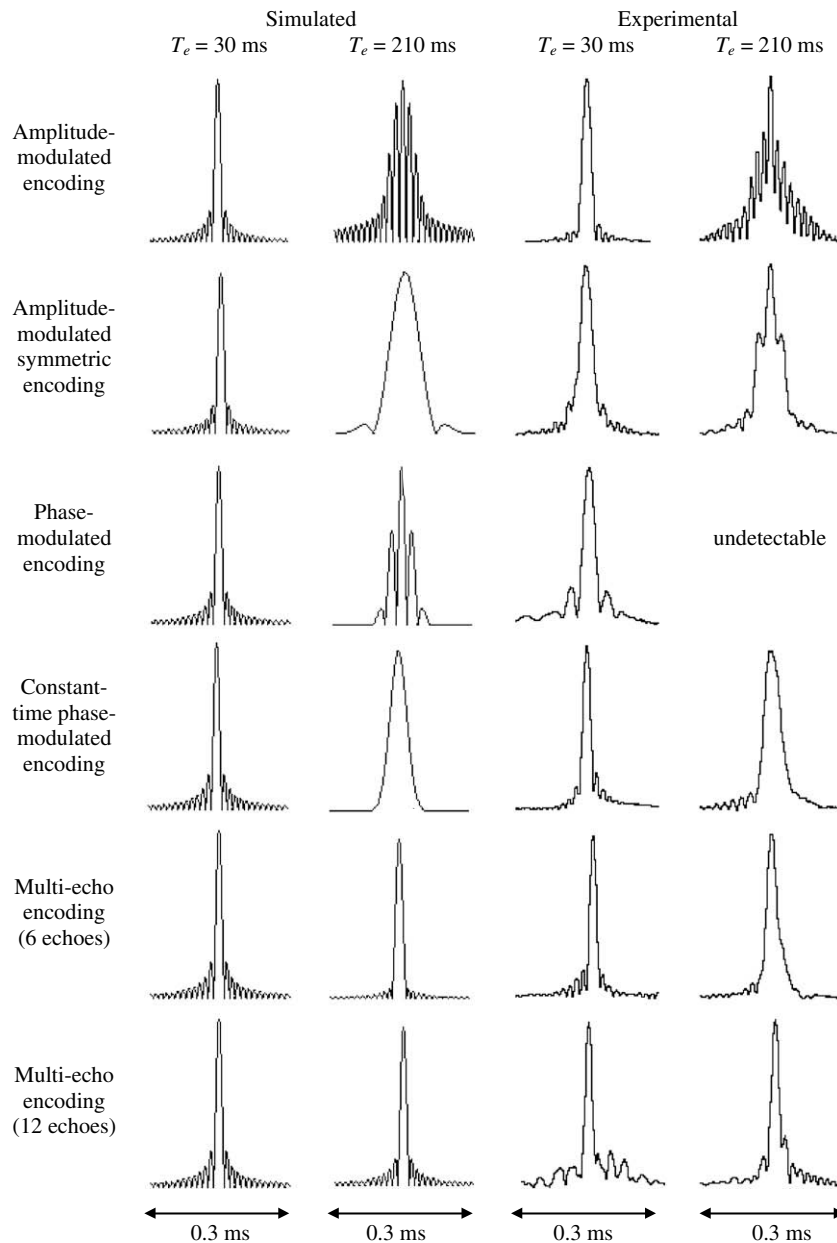 Simulated Experimental
T_e = 30 ms T_e = 210 ms T_e = 30 ms T_e = 210 ms
Amplitude-
modulated
encoding
Amplitude-
modulated
symmetric
encoding
Phase-
modulated
encoding
undetectable
Constant-
time phase-
modulated
encoding
Multi-echo
encoding
(6 echoes)
Multi-echo
encoding
(12 echoes)
0.3 ms 0.3 ms 0.3 ms 0.3 ms